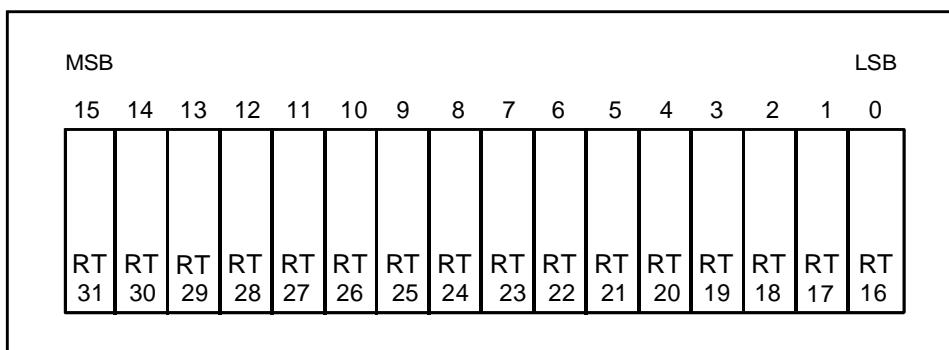 MSB LSB
15 14 13 12 11 10 9 8 7 6 5 4 3 2 1 0
RT RT RT RT RT RT RT RT RT RT RT RT RT RT RT RT
31 30 29 28 27 26 25 24 23 22 21 20 19 18 17 16